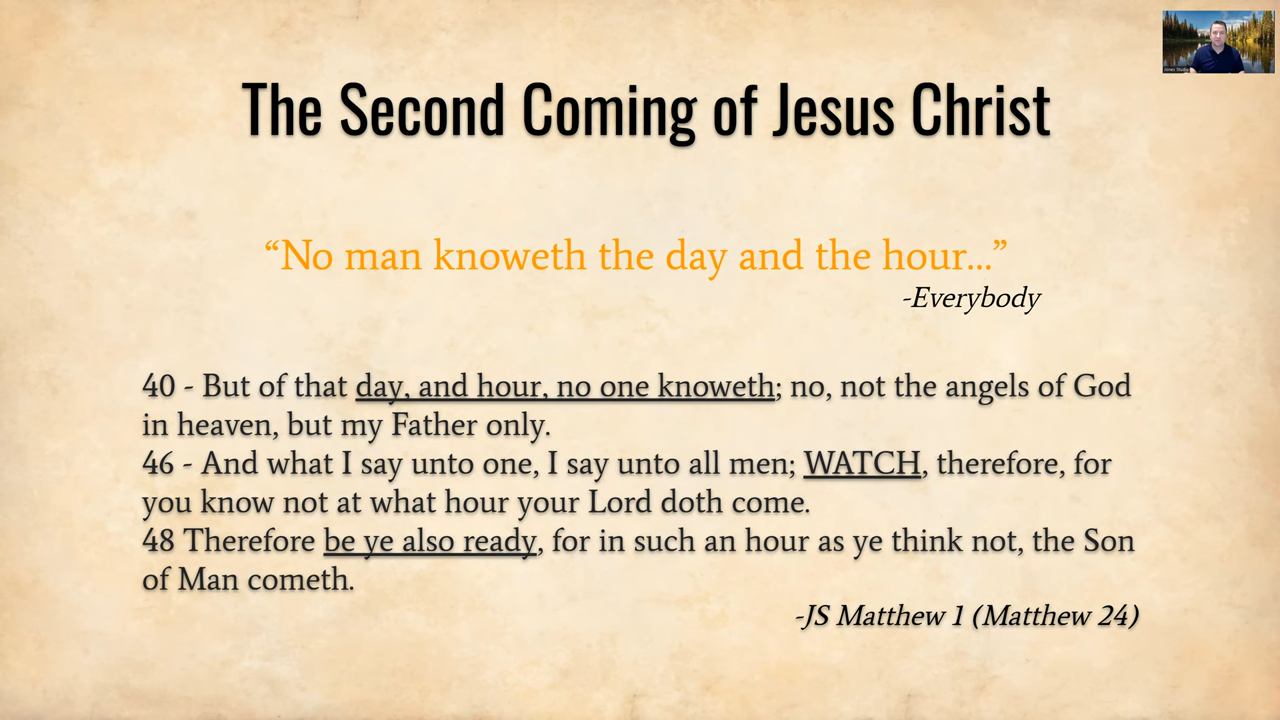 The Second Coming of Jesus Christ
“No man knoweth the day and the hour...”
-Everybody
40 - But of that day, and hour, no one knoweth; no, not the angels of God
in heaven, but my Father only.
46 - And what I say unto one, I say unto all men; WATCH, therefore, for
you know not at what hour your Lord doth come.
48 Therefore be ye also ready, for in such an hour as ye think not, the Son
of Man cometh.
-JS Matthew 1 (Matthew 24)